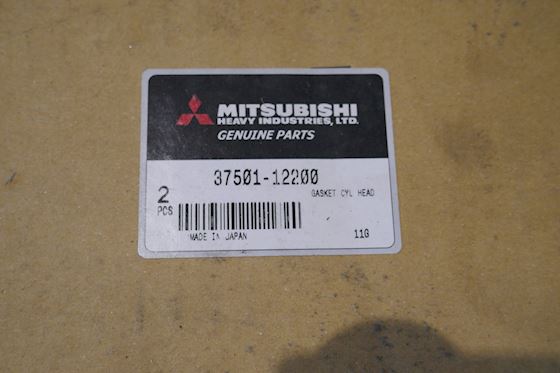 MITSUBISHI
HEAVY INDUSTRIES, LTD.
GENUINE PARTS
37501-12200
GASKET CYL HEAD
2
PCS
MADE IN JAPAN
11G